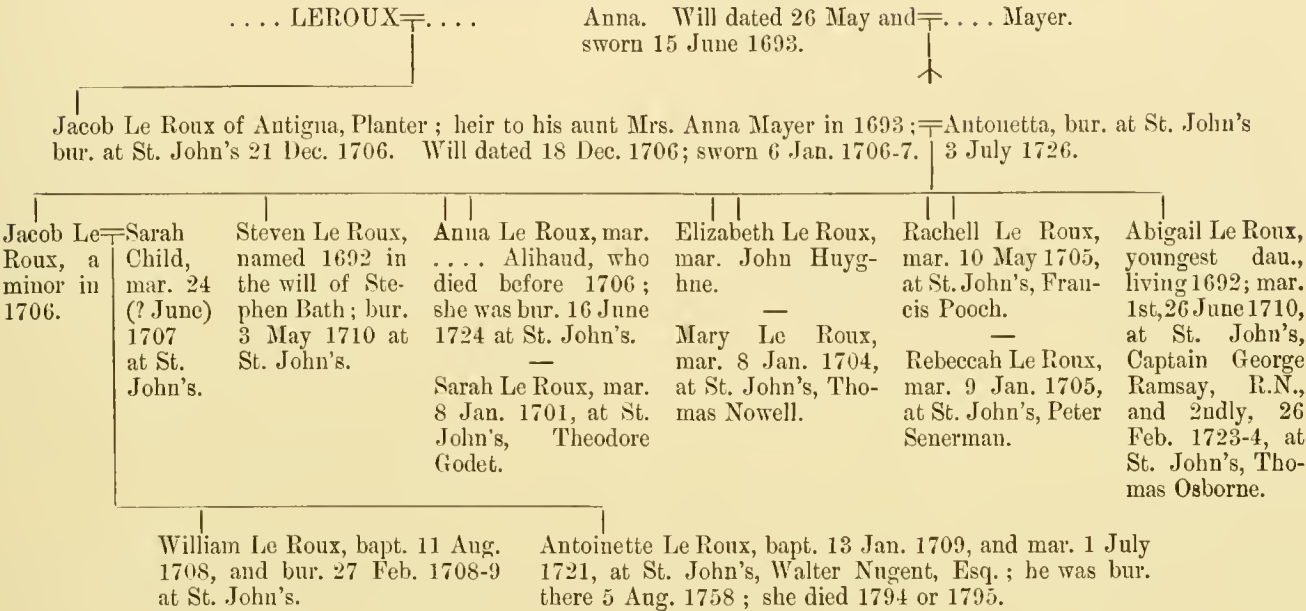 . . . . LEROUX=. . . .
Anna. Will dated 26 May and=. . . . Mayer.
sworn 15 June 1693.
Jacob Le Roux of Antigua, Planter ; heir to his aunt Mrs. Anna Mayer in 1693 ;=Antonetta, bur. at St. John's
bur. at St. John's 21 Dec. 1706. Will dated 18 Dec. 1706; sworn 6 Jan. 1706-7. 3 July 1726.
Jacob Le=Sarah
Roux, a Child,
minor in mar. 24
1706. (? June)
1707
at St.
John's.
Steven Le Roux,
named 1692 in
the will of Ste-
phen Bath ; bur.
3 May 1710 at
St. John's.
Anna Le Roux, mar.
. . . . Alihaud, who
died before 1706 ;
she was bur. 16 June
1724 at St. John's.
—
Sarah Le Roux, mar.
8 Jan. 1701, at St.
John's, Theodore
Godet.
Elizabeth Le Roux,
mar. John Huyg-
hne.
—
Mary Le Roux,
mar. 8 Jan. 1704,
at St. John's, Tho-
mas Nowell.
Rachell Le Roux,
mar. 10 May 1705,
at St. John's, Fran-
cis Pooch.
—
Rebeccah Le Roux,
mar. 9 Jan. 1705,
at St. John's, Peter
Senerman.
Abigail Le Roux,
youngest dau.,
living 1692; mar.
1st, 26 June 1710,
at St. John's,
Captain George
Ramsay, R.N.,
and 2ndly, 26
Feb. 1723-4, at
St. John's, Tho-
mas Osborne.
William Le Roux, bapt. 11 Aug.
1708, and bur. 27 Feb. 1708-9
at St. John's.
Antoinette Le Roux, bapt. 13 Jan. 1709, and mar. 1 July
1721, at St. John's, Walter Nugent, Esq. ; he was bur.
there 5 Aug. 1758 ; she died 1794 or 1795.